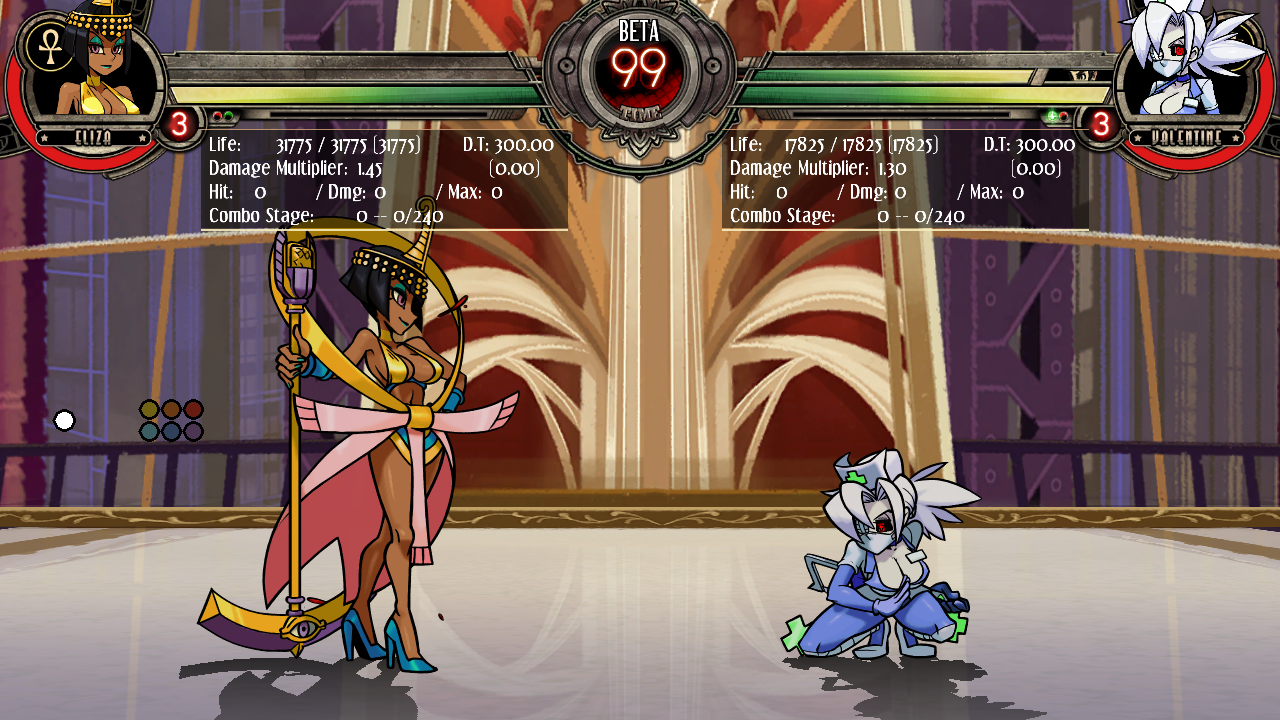 BETA
99
TIME
ELIZA
3
VALENTINE
3
Life: 31775 / 31775 (31775) D.T: 300.00
Damage Multiplier: 1.45 (0.00)
Hit: 0 / Dmg: 0 / Max: 0
Combo Stage: 0 -- 0/240
Life: 17825 / 17825 (17825) D.T: 300.00
Damage Multiplier: 1.30 (0.00)
Hit: 0 / Dmg: 0 / Max: 0
Combo Stage: 0 -- 0/240